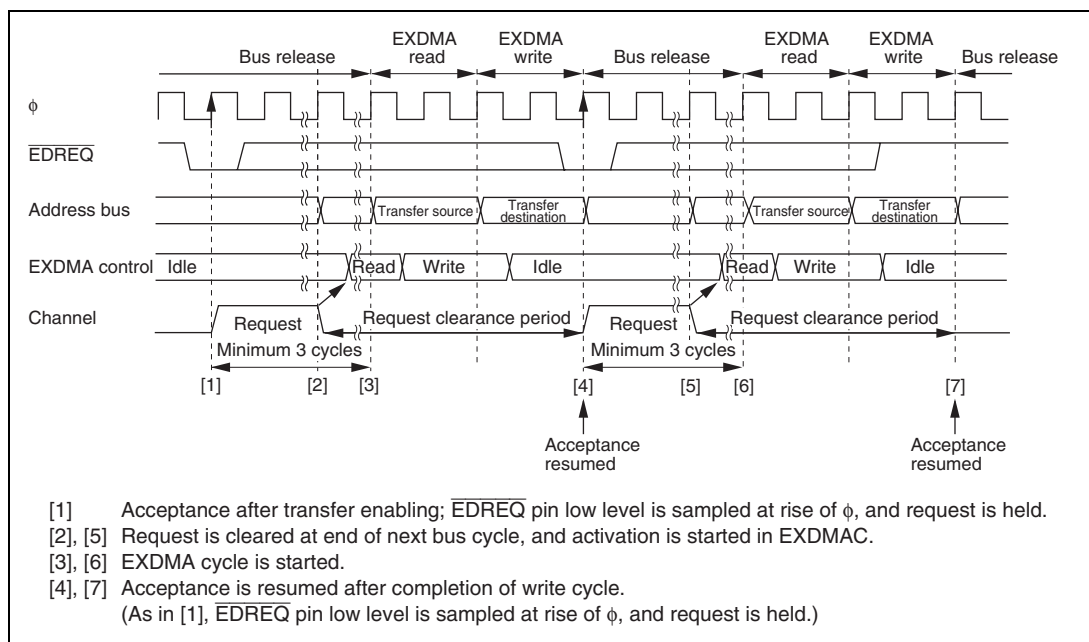 EXDMA read EXDMA write EXDMA read EXDMA write
Bus release Bus release Bus release
φ
EDREQ
Address bus Transfer source Transfer destination Transfer source Transfer destination
EXDMA control Idle Read Write Idle Read Write Idle
Channel Request Request clearance period Request Request clearance period
Minimum 3 cycles Minimum 3 cycles
[1] [2] [3] [4] [5] [6] [7]
Acceptance resumed Acceptance resumed
[1] Acceptance after transfer enabling; EDREQ pin low level is sampled at rise of φ, and request is held.
[2], [5] Request is cleared at end of next bus cycle, and activation is started in EXDMAC.
[3], [6] EXDMA cycle is started.
[4], [7] Acceptance is resumed after completion of write cycle.
(As in [1], EDREQ pin low level is sampled at rise of φ, and request is held.)